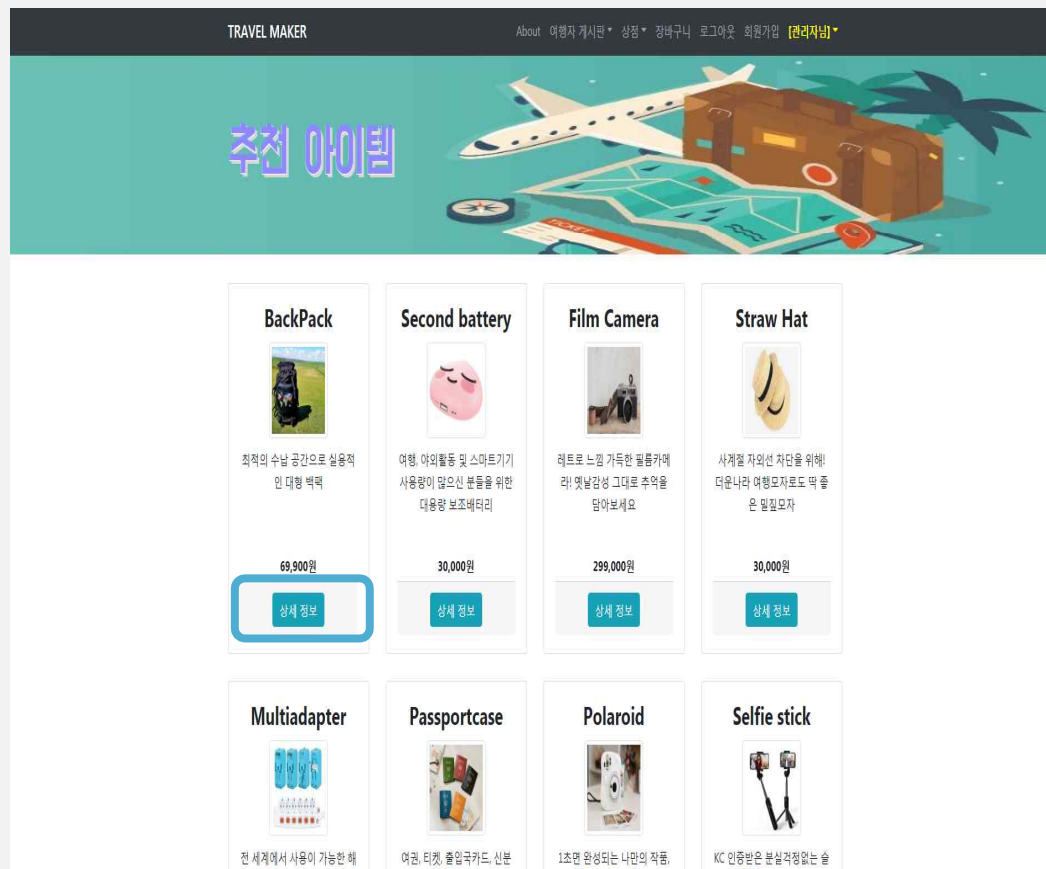 TRAVEL MAKER
About 여행자 게시판 상점 장바구니 로그아웃 회원가입 [관리자님]
추천 아이템
TICKET
BackPack
최적의 수납 공간으로 실용적
인 대형 백팩
69,900원
상세 정보
Second battery
여행, 야외활동 및 스마트기기
사용량이 많으신 분들을 위한
대용량 보조배터리
30,000원
상세 정보
Film Camera
레트로 느낌 가득한 필름카메
라! 옛날감성 그대로 추억을
담아보세요
299,000원
상세 정보
Straw Hat
사계절 자외선 차단을 위해!
더운나라 여행모자로도 딱 좋
은 밀짚모자
30,000원
상세 정보
Multiadapter
전 세계에서 사용이 가능한 해
Passportcase
여권, 티켓, 출입국카드, 신분
Polaroid
1초면 완성되는 나만의 작품,
Selfie stick
KC 인증받은 분실걱정없는 슬